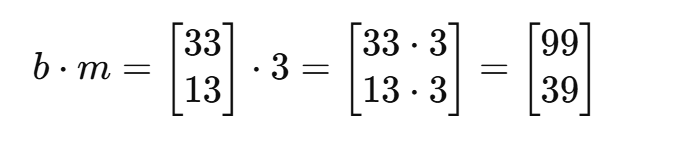 b · m = [33 13] · 3 = [33 · 3 13 · 3] = [99 39]